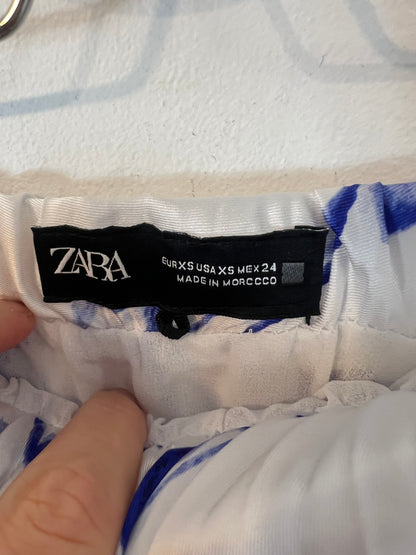 ZARA
EUR XS USA XS MEX 24
MADE IN MOROCCO